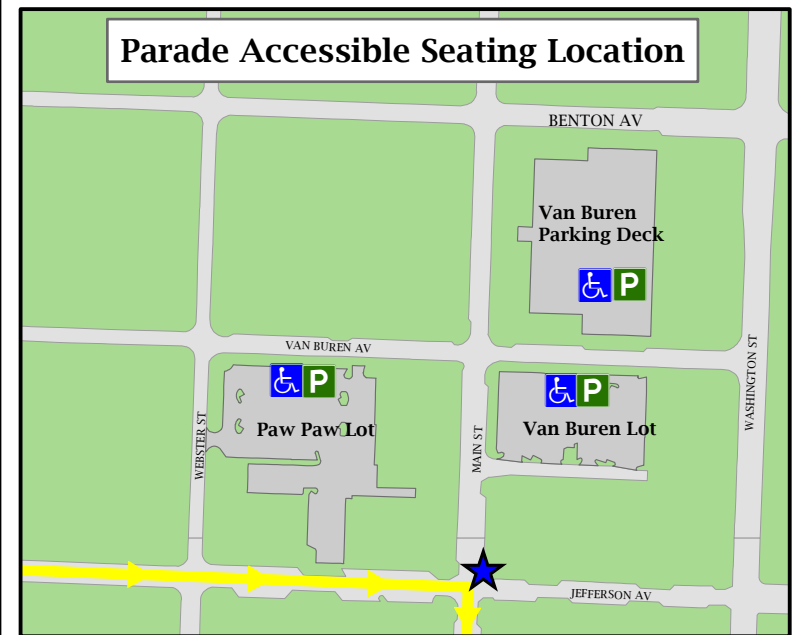 Parade Accessible Seating Location
BENTON AV
Van Buren
Parking Deck
P
VAN BUREN AV
WASHINGTON ST
P
P
Paw Paw Lot
Van Buren Lot
WEBSTER ST
MAIN ST
JEFFERSON AV